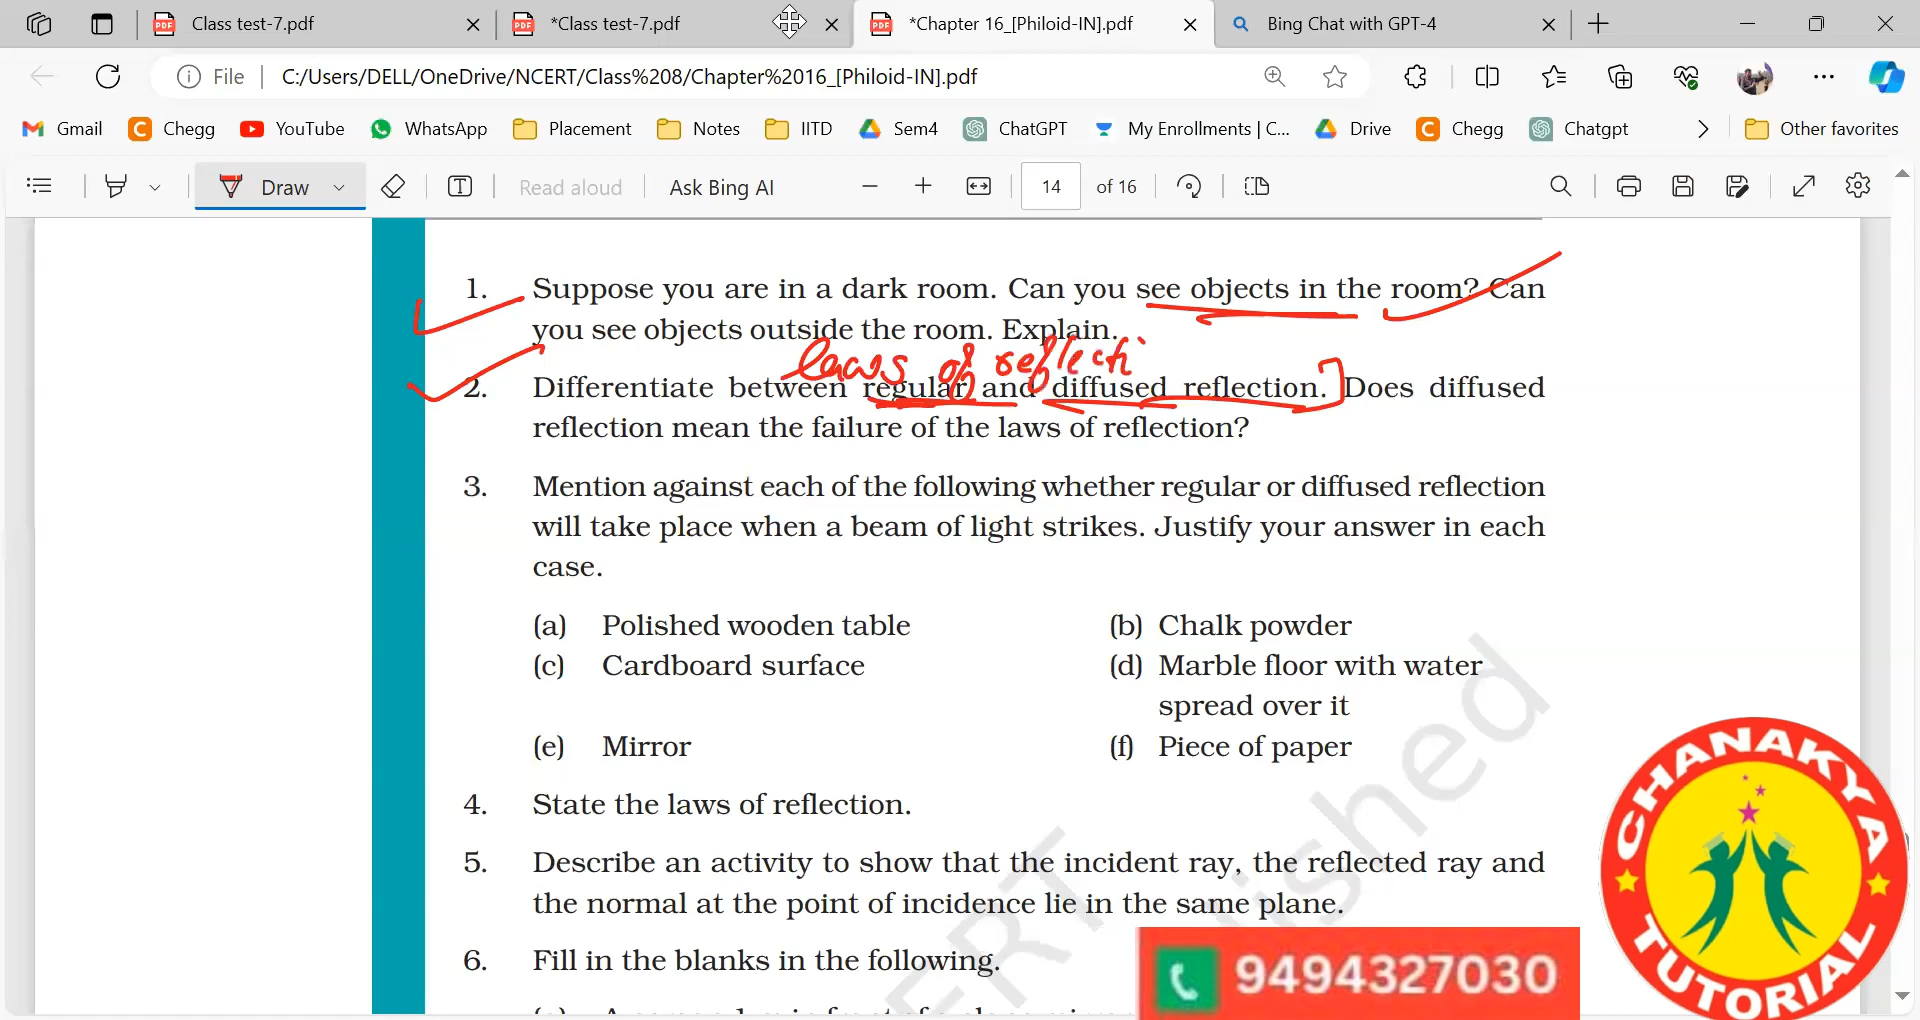 Class test-7.pdf
*Class test-7.pdf
*Chapter 16_[Philoid-IN].pdf
Bing Chat with GPT-4
File
C:/Users/DELL/OneDrive/NCERT/Class%208/Chapter%2016_[Philoid-IN].pdf
Gmail
Chegg
YouTube
WhatsApp
Placement
Notes
IITD
Sem4
ChatGPT
My Enrollments | C...
Drive
Chegg
Chatgpt
Other favorites
Draw
Read aloud
Ask Bing AI
14
of 16
1. Suppose you are in a dark room. Can you see objects in the room? Can
you see objects outside the room. Explain.
laws of reflecti
2. Differentiate between regular and diffused reflection. Does diffused
reflection mean the failure of the laws of reflection?
3. Mention against each of the following whether regular or diffused reflection
will take place when a beam of light strikes. Justify your answer in each
case.
(a) Polished wooden table
(b) Chalk powder
(c) Cardboard surface
(d) Marble floor with water
spread over it
(e) Mirror
(f) Piece of paper
4. State the laws of reflection.
5. Describe an activity to show that the incident ray, the reflected ray and
the normal at the point of incidence lie in the same plane.
6. Fill in the blanks in the following.
9494327030
CHANAKYA
TUTORIAL